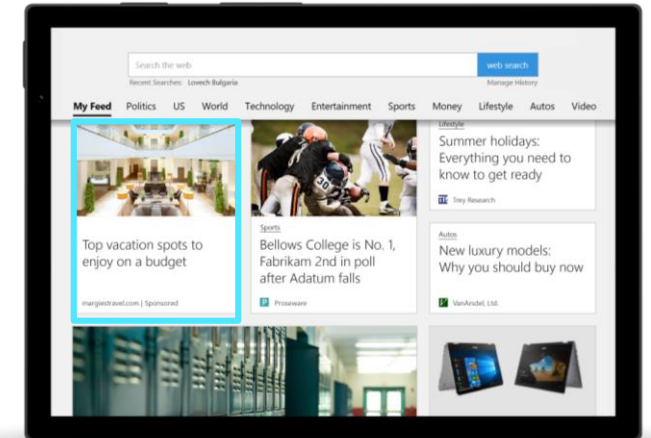 Search the web
web search
Recent Searches: Lovech Bulgaria
Manage History
My Feed Politics US World Technology Entertainment Sports Money Lifestyle Autos Video
Top vacation spots to
enjoy on a budget
margiestravel.com | Sponsored
Sports
Bellows College is No. 1,
Fabrikam 2nd in poll
after Adatum falls
P Proseware
Lifestyle
Summer holidays:
Everything you need to
know to get ready
TR Trey Research
Autos
New luxury models:
Why you should buy now
VanArsdel, Ltd.